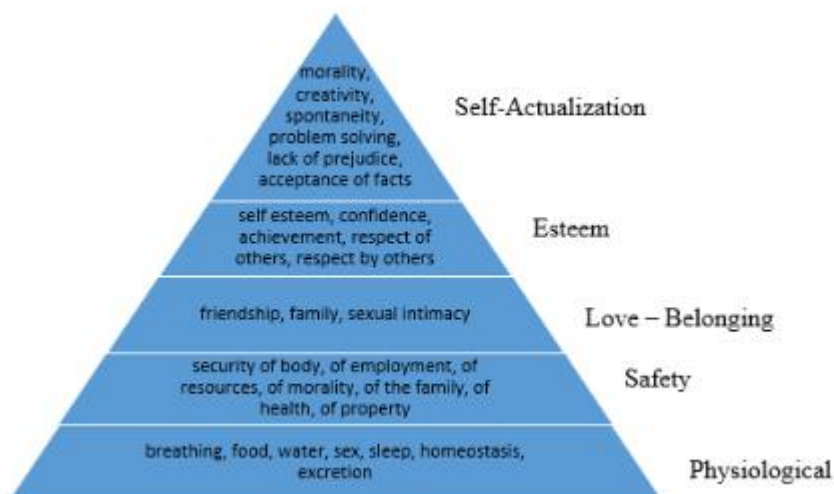 morality,
creativity,
spontaneity,
problem solving,
lack of prejudice,
acceptance of facts
Self-Actualization
self esteem, confidence,
achievement, respect of
others, respect by others
Esteem
friendship, family, sexual intimacy
Love – Belonging
security of body, of employment, of
resources, of morality, of the family, of
health, of property
Safety
breathing, food, water, sex, sleep, homeostasis,
excretion
Physiological